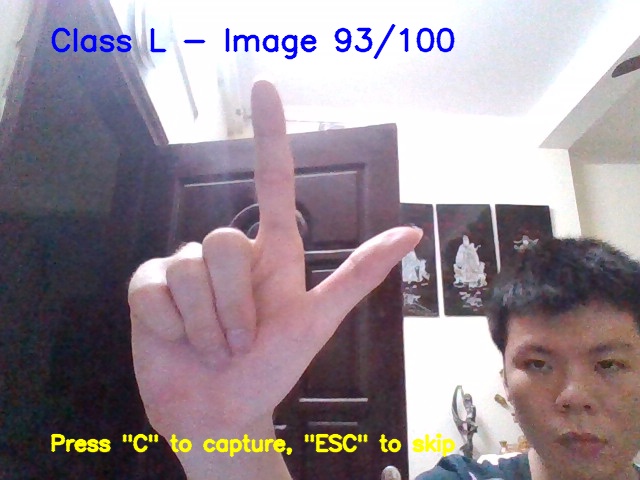 Class L - Image 93/100
Press "C" to capture, "ESC" to skip